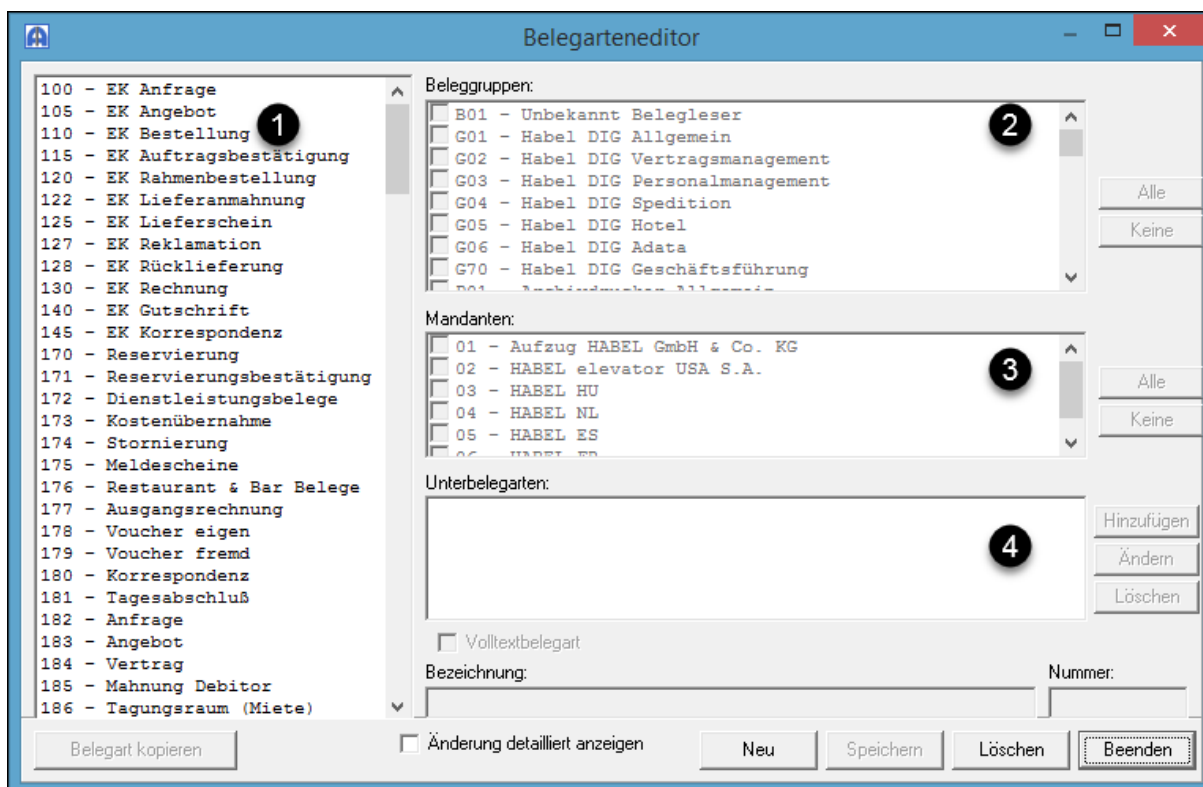 Belegarteneditor
100 - EK Anfrage
105 - EK Angebot
110 - EK Bestellung
115 - EK Auftragsbestätigung
120 - EK Rahmenbestellung
122 - EK Lieferanmahnung
125 - EK Lieferschein
127 - EK Reklamation
128 - EK Rücklieferung
130 - EK Rechnung
140 - EK Gutschrift
145 - EK Korrespondenz
170 - Reservierung
171 - Reservierungsbestätigung
172 - Dienstleistungsbelege
173 - Kostenübernahme
174 - Stornierung
175 - Meldescheine
176 - Restaurant & Bar Belege
177 - Ausgangsrechnung
178 - Voucher eigen
179 - Voucher fremd
180 - Korrespondenz
181 - Tagesabschluß
182 - Anfrage
183 - Angebot
184 - Vertrag
185 - Mahnung Debitor
186 - Tagungsraum (Miete)
1
Beleggruppen:
B01 - Unbekannt Belegleser
G01 - Habel DIG Allgemein
G02 - Habel DIG Vertragsmanagement
G03 - Habel DIG Personalmanagement
G04 - Habel DIG Spedition
G05 - Habel DIG Hotel
G06 - Habel DIG Adata
G70 - Habel DIG Geschäftsführung
2
Alle
Keine
Mandanten:
01 - Aufzug HABEL GmbH & Co. KG
02 - HABEL elevator USA S.A.
03 - HABEL HU
04 - HABEL NL
05 - HABEL ES
3
Alle
Keine
Unterbelegarten:
4
Hinzufügen
Ändern
Löschen
Volltextbelegart
Bezeichnung:
Nummer:
Belegart kopieren
Änderung detailliert anzeigen
Neu
Speichern
Löschen
Beenden